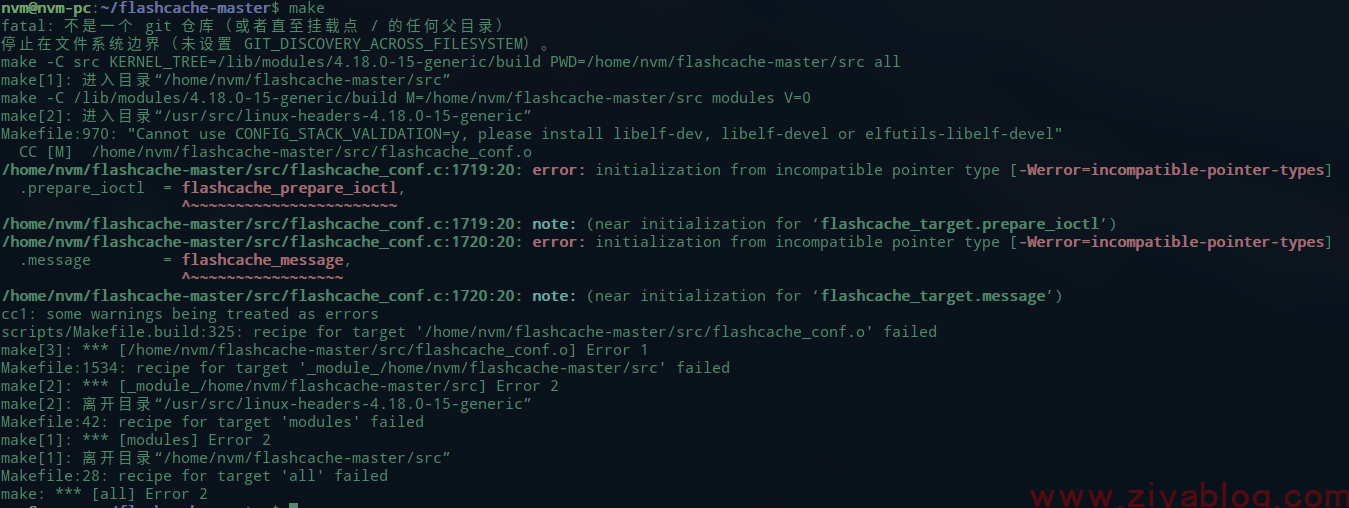 nvm@nvm-pc:~/flashcache-master$ make
fatal: 不是一个 git 仓库（或者直至挂载点 / 的任何父目录）
停止在文件系统边界（未设置 GIT_DISCOVERY_ACROSS_FILESYSTEM）。
make -C src KERNEL_TREE=/lib/modules/4.18.0-15-generic/build PWD=/home/nvm/flashcache-master/src all
make[1]: 进入目录“/home/nvm/flashcache-master/src”
make -C /lib/modules/4.18.0-15-generic/build M=/home/nvm/flashcache-master/src modules V=0
make[2]: 进入目录“/usr/src/linux-headers-4.18.0-15-generic”
Makefile:970: "Cannot use CONFIG_STACK_VALIDATION=y, please install libelf-dev, libelf-devel or elfutils-libelf-devel"
  CC [M]  /home/nvm/flashcache-master/src/flashcache_conf.o
/home/nvm/flashcache-master/src/flashcache_conf.c:1719:20: error: initialization from incompatible pointer type [-Werror=incompatible-pointer-types]
  .prepare_ioctl  = flashcache_prepare_ioctl,
                    ^~~~~~~~~~~~~~~~~~~~~~~~
/home/nvm/flashcache-master/src/flashcache_conf.c:1719:20: note: (near initialization for ‘flashcache_target.prepare_ioctl’)
/home/nvm/flashcache-master/src/flashcache_conf.c:1720:20: error: initialization from incompatible pointer type [-Werror=incompatible-pointer-types]
  .message        = flashcache_message,
                    ^~~~~~~~~~~~~~~~~~
/home/nvm/flashcache-master/src/flashcache_conf.c:1720:20: note: (near initialization for ‘flashcache_target.message’)
cc1: some warnings being treated as errors
scripts/Makefile.build:325: recipe for target '/home/nvm/flashcache-master/src/flashcache_conf.o' failed
make[3]: *** [/home/nvm/flashcache-master/src/flashcache_conf.o] Error 1
Makefile:1534: recipe for target '_module_/home/nvm/flashcache-master/src' failed
make[2]: *** [_module_/home/nvm/flashcache-master/src] Error 2
make[2]: 离开目录“/usr/src/linux-headers-4.18.0-15-generic”
Makefile:42: recipe for target 'modules' failed
make[1]: *** [modules] Error 2
make[1]: 离开目录“/home/nvm/flashcache-master/src”
Makefile:28: recipe for target 'all' failed
make: *** [all] Error 2
www.zivablog.com